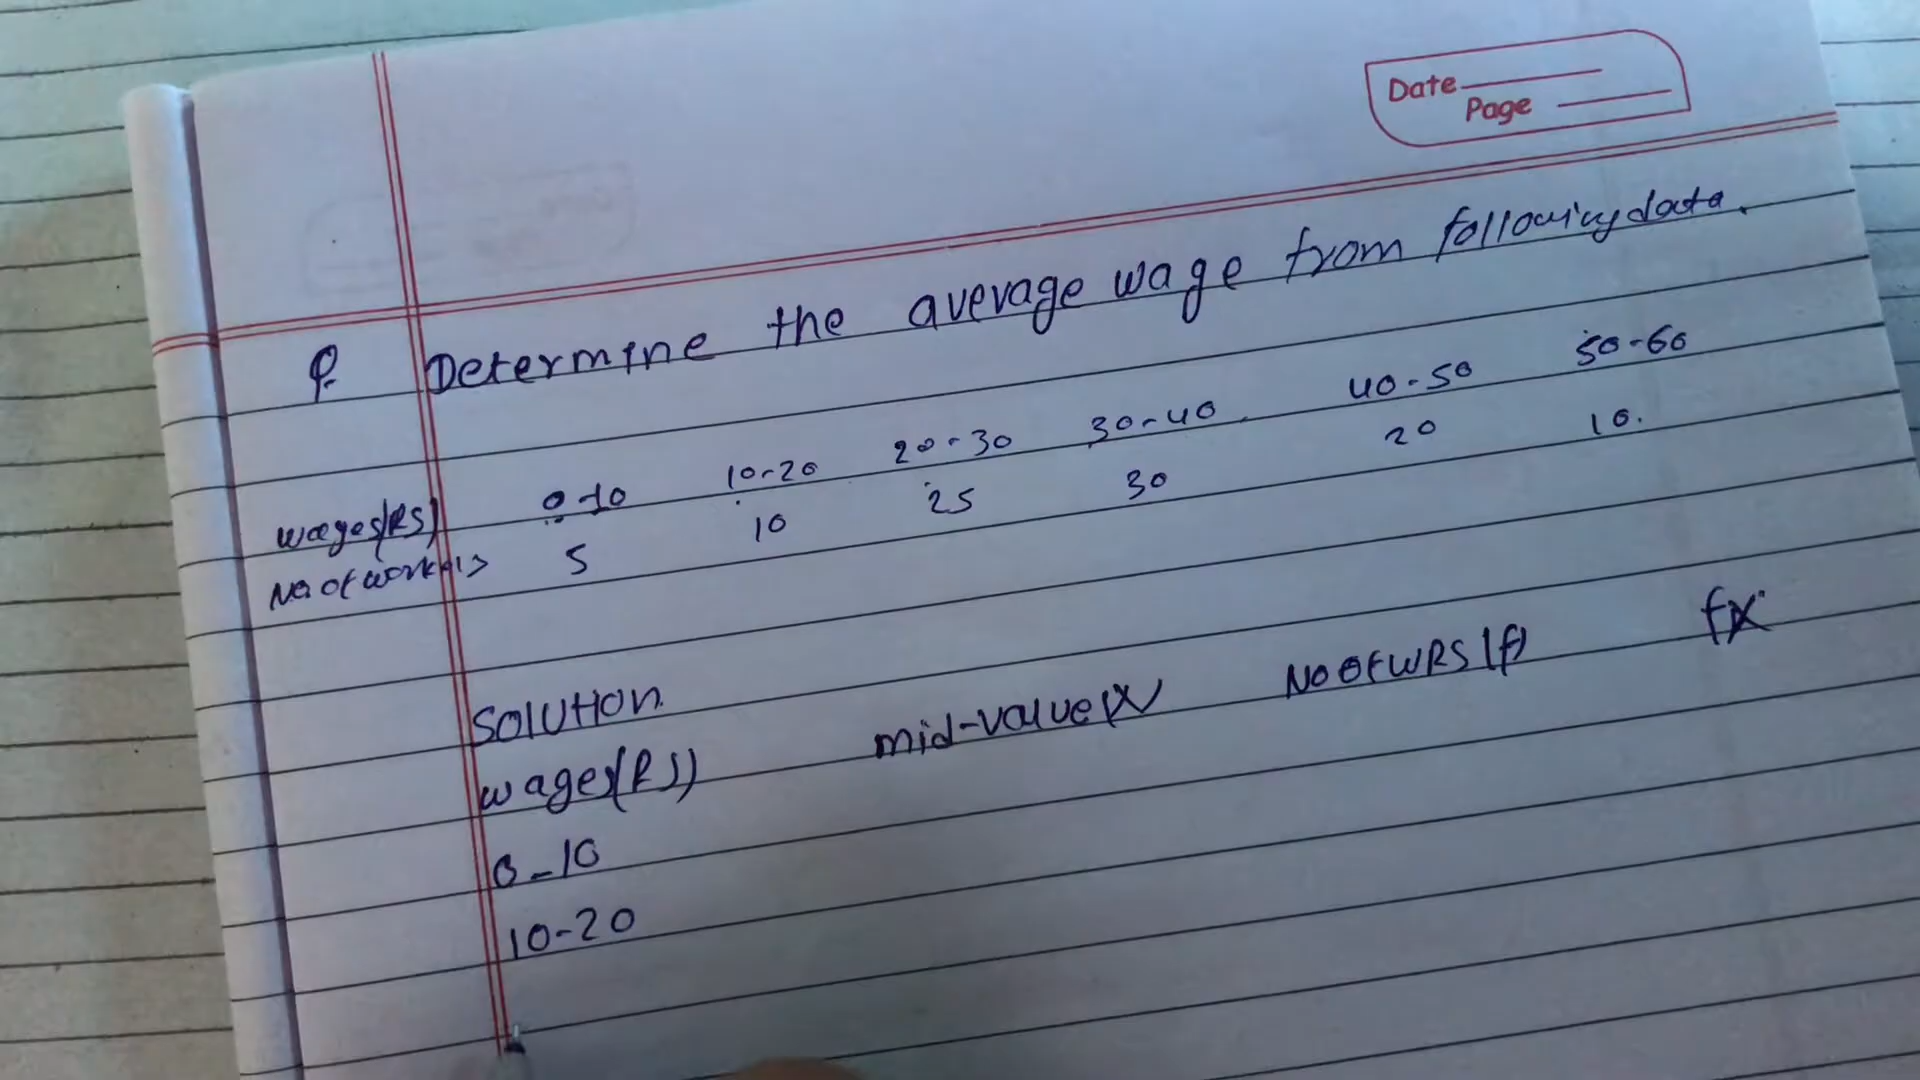 Date
Page
Q. Determine the average wage from following data.
wages(RS) 0-10 10-20 20-30 30-40 40-50 50-60
No of work 5 10 25 30 20 10.
Solution.
wages(RS) mid-value(X) No of WRS (f) fX
0-10
10-20